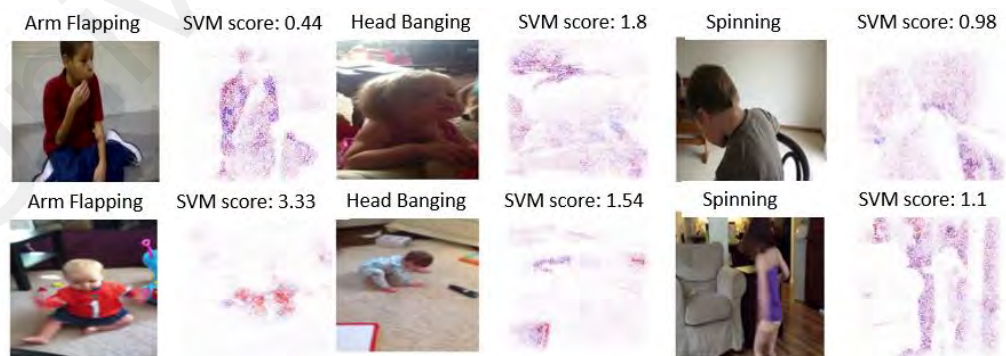 Arm Flapping SVM score: 0.44 Head Banging SVM score: 1.8 Spinning SVM score: 0.98
Arm Flapping SVM score: 3.33 Head Banging SVM score: 1.54 Spinning SVM score: 1.1
1